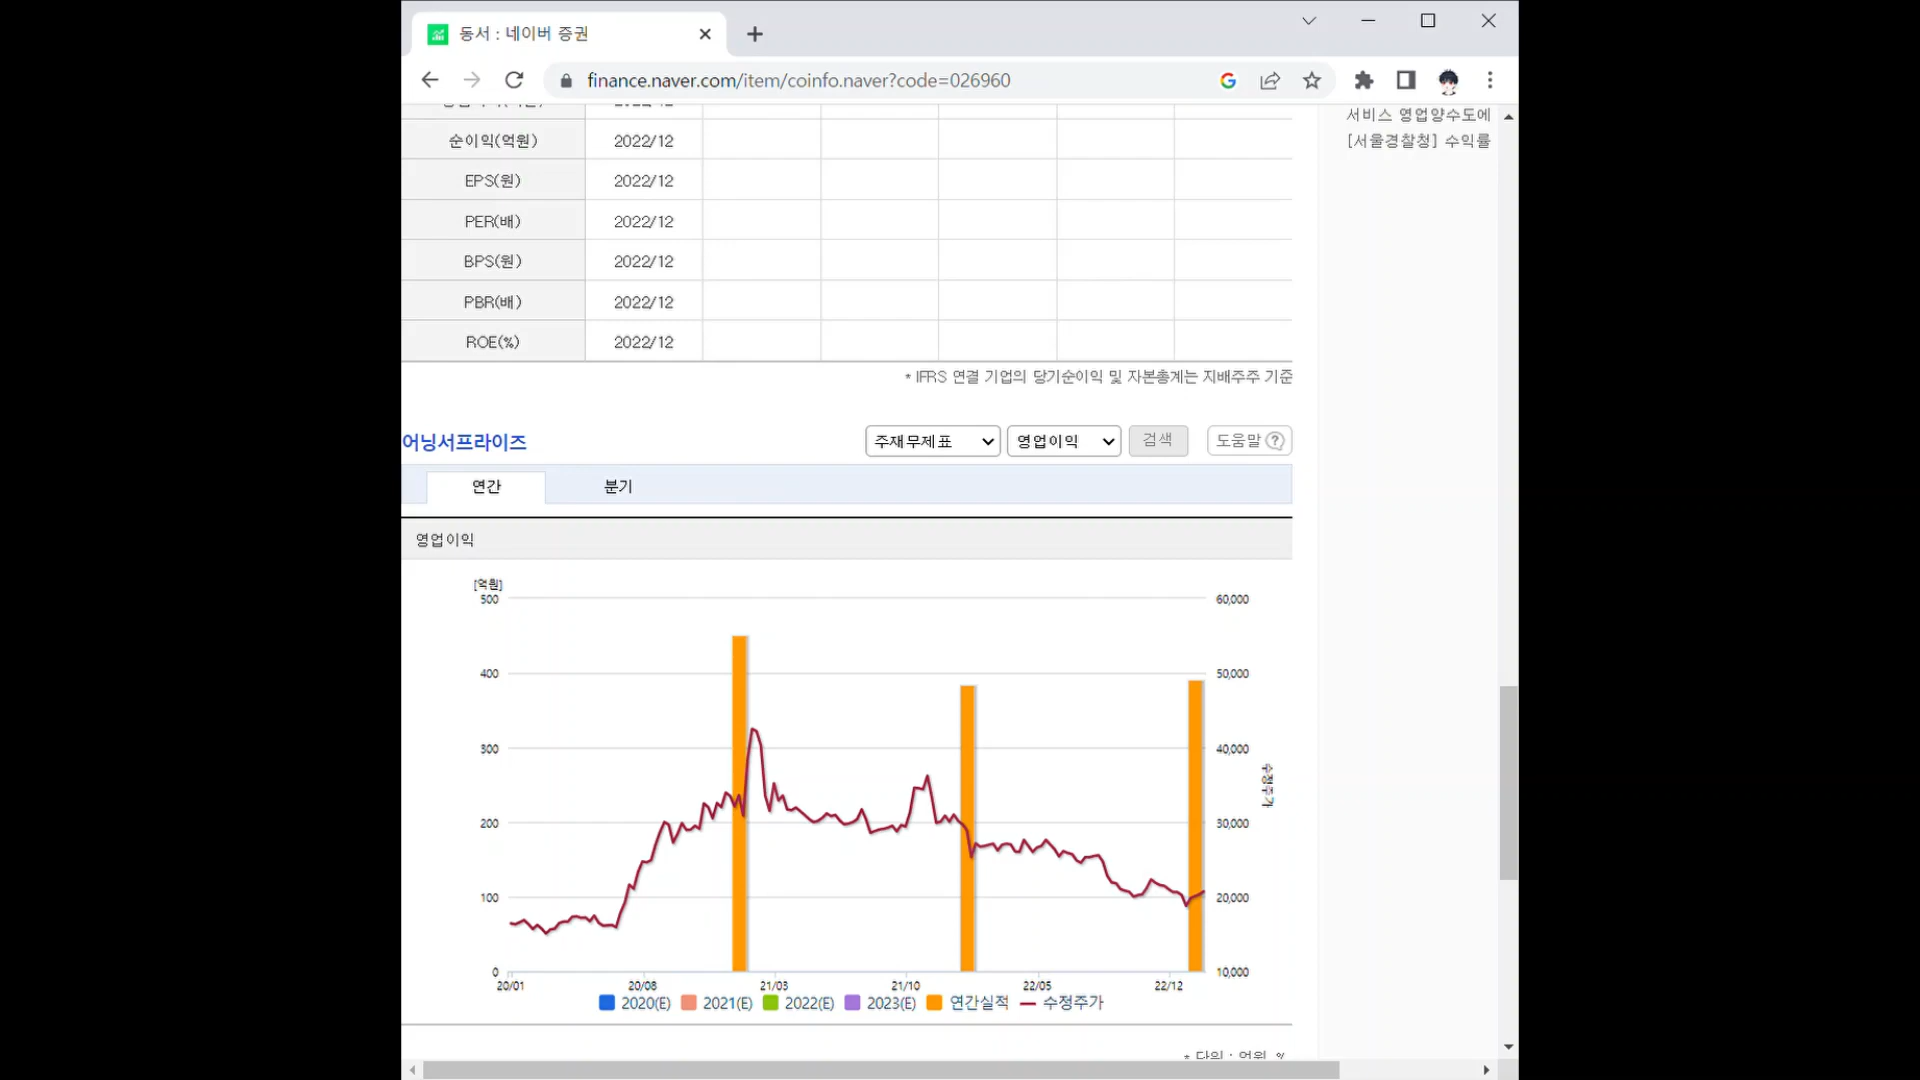 동서 : 네이버 증권
finance.naver.com/item/coinfo.naver?code=026960
서비스 영업양수도에
순이익(억원) 2022/12
[서울경찰청] 수익률
EPS(원) 2022/12
PER(배) 2022/12
BPS(원) 2022/12
PBR(배) 2022/12
ROE(%) 2022/12
* IFRS 연결 기업의 당기순이익 및 자본총계는 지배주주 기준
어닝서프라이즈 주재무제표 영업이익 검색 도움말 ?
연간 분기
영업이익
[억원]
500 60,000
400 50,000
300 40,000
수정주가
200 30,000
100 20,000
0 10,000
20/01 20/08 21/03 21/10 22/05 22/12
2020(E) 2021(E) 2022(E) 2023(E) 연간실적 수정주가
* 단위 : 억원, %